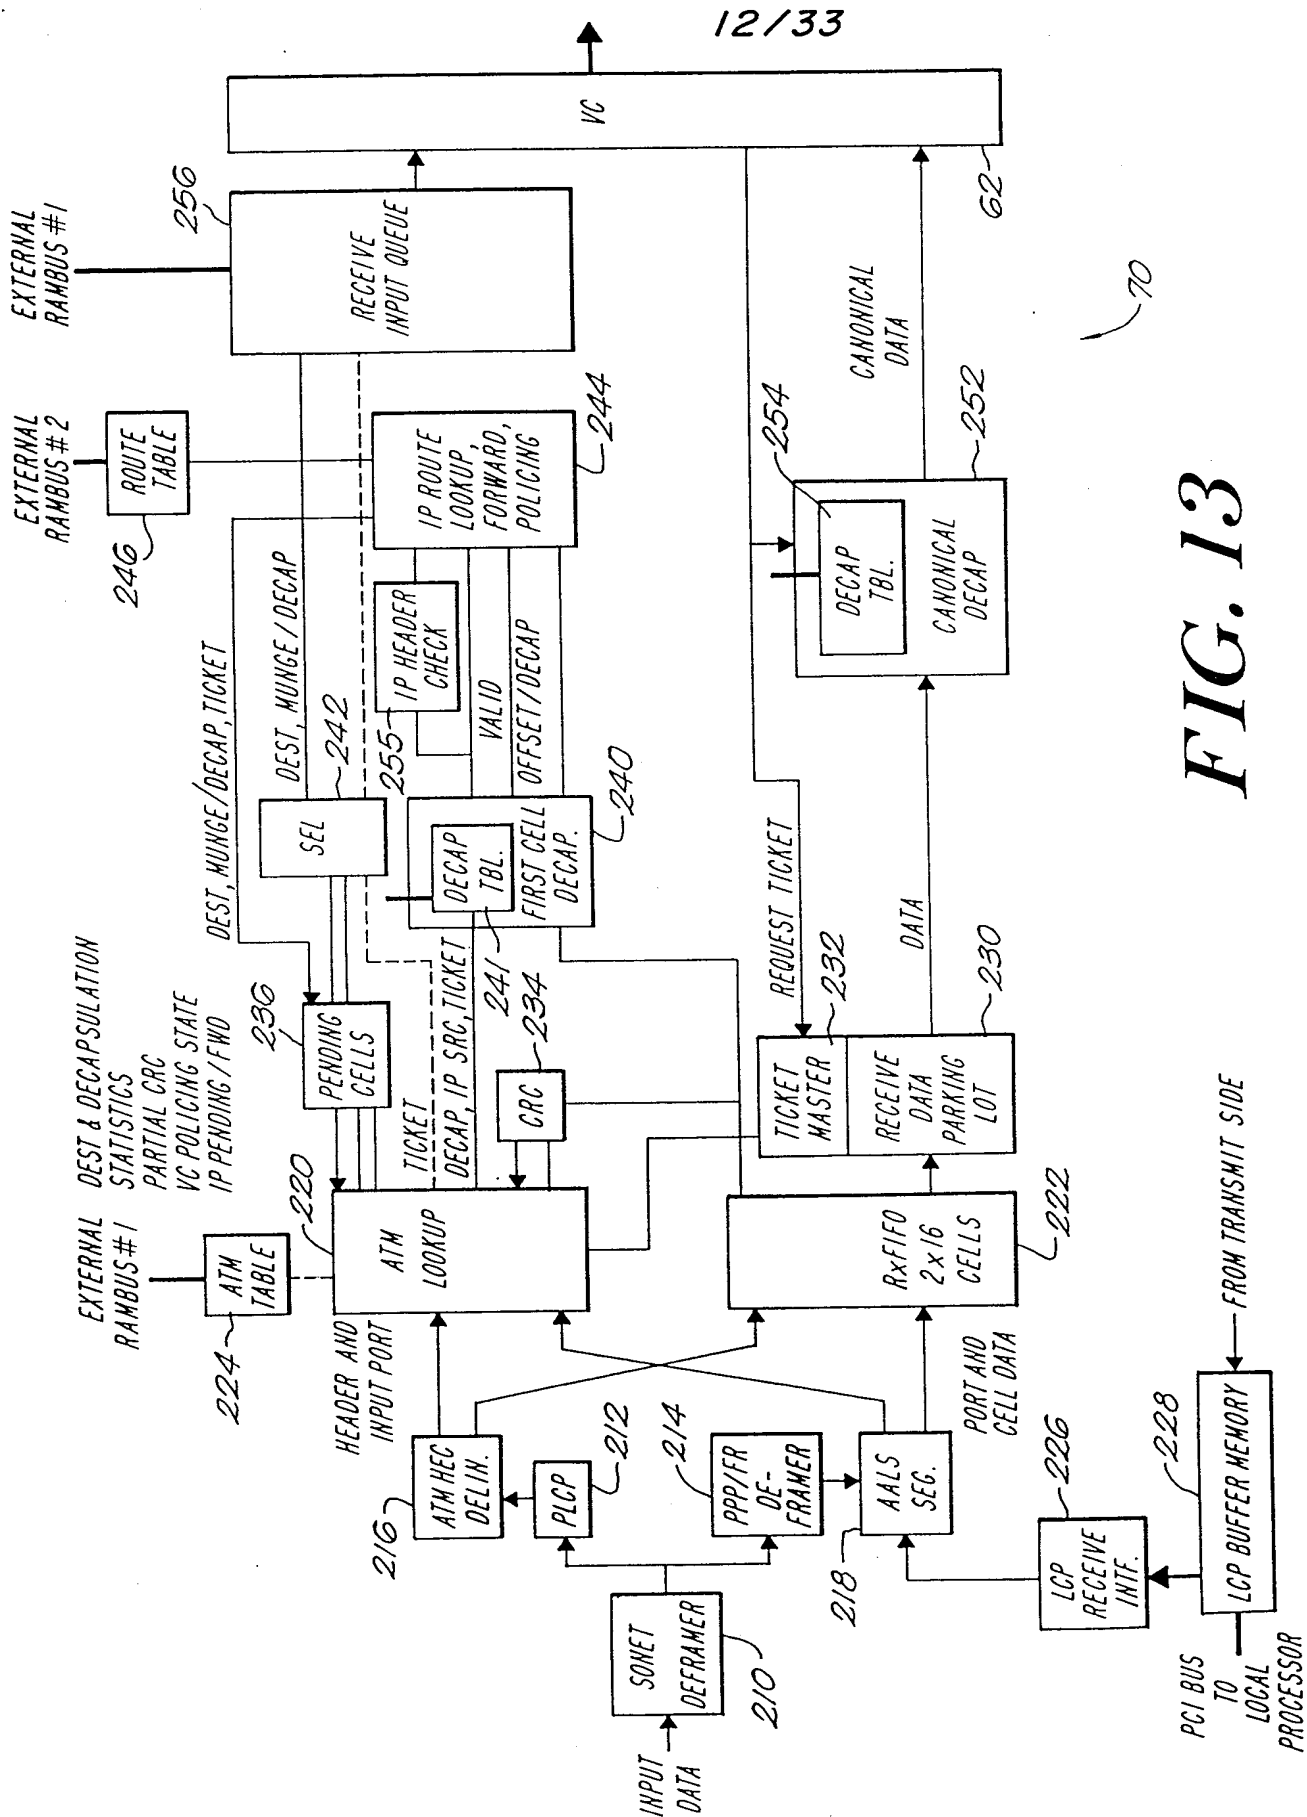 12/33
EXTERNAL
RAMBUS #1
DEST & DECAPSULATION
STATISTICS
PARTIAL CRC
VC POLICING STATE
IP PENDING/FWD
EXTERNAL
RAMBUS #2
EXTERNAL
RAMBUS #1
ATM
TABLE
224
220
236
PENDING
CELLS
DEST, MUNGE/DECAP, TICKET
SEL
242
DEST, MUNGE/DECAP
246
ROUTE
TABLE
256
RECEIVE
INPUT QUEUE
VC
62
HEADER AND
INPUT PORT
ATM
LOOKUP
TICKET
DECAP, IP SRC, TICKET
CRC
234
DECAP
TBL.
241
FIRST CELL
DECAP.
240
255
IP HEADER
CHECK
VALID
OFFSET/DECAP
IP ROUTE
LOOKUP,
FORWARD,
POLICING
244
216
ATM HEC
DELIN.
PLCP
212
INPUT
DATA
SONET
DEFRAMER
210
PPP/FR
DE-
FRAMER
214
218
AALS
SEG.
PORT AND
CELL DATA
RxFIFO
2x16
CELLS
222
TICKET
MASTER
232
REQUEST TICKET
RECEIVE
DATA
PARKING
LOT
230
DATA
254
DECAP
TBL.
CANONICAL
DECAP
252
CANONICAL
DATA
LCP
RECEIVE
INTF.
226
LCP BUFFER MEMORY
228
FROM TRANSMIT SIDE
PCI BUS
TO
LOCAL
PROCESSOR
70
FIG. 13